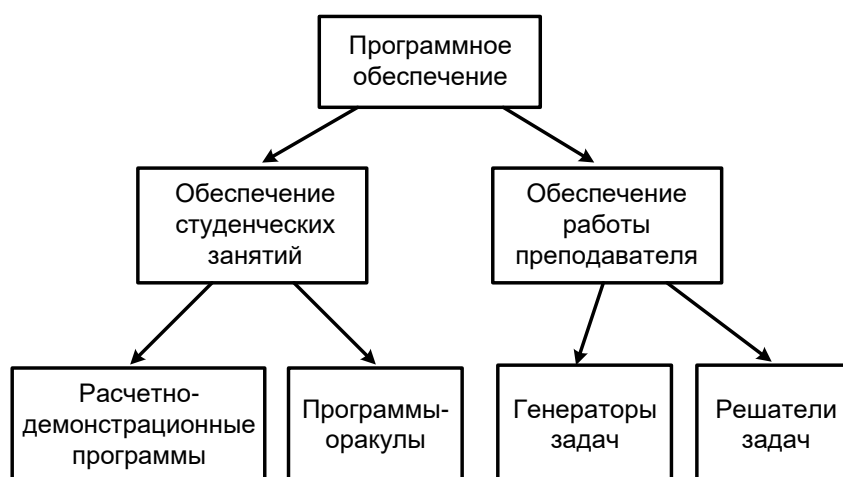 Программное
обеспечение
Обеспечение
студенческих
занятий
Обеспечение
работы
преподавателя
Расчетно-
демонстрационные
программы
Программы-
оракулы
Генераторы
задач
Решатели
задач